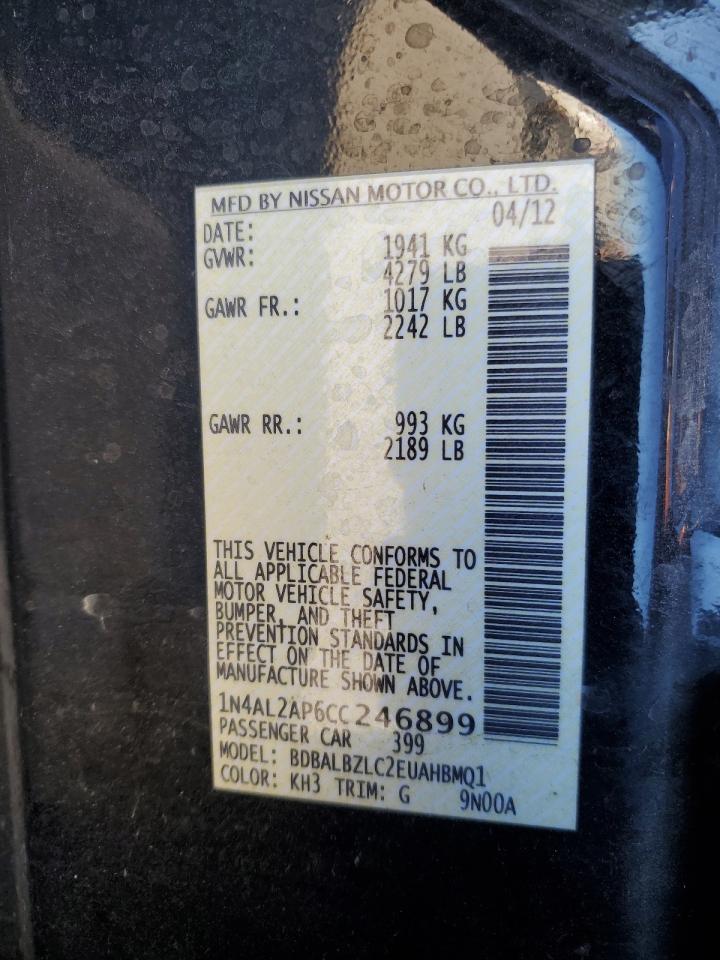 MFD BY NISSAN MOTOR CO., LTD.
DATE: 04/12
GVWR: 1941 KG
4279 LB
GAWR FR.: 1017 KG
2242 LB
GAWR RR.: 993 KG
2189 LB
THIS VEHICLE CONFORMS TO
ALL APPLICABLE FEDERAL
MOTOR VEHICLE SAFETY,
BUMPER, AND THEFT
PREVENTION STANDARDS IN
EFFECT ON THE DATE OF
MANUFACTURE SHOWN ABOVE.
1N4AL2AP6CC246899
PASSENGER CAR 399
MODEL: BDBALBZLC2EUAHBMQ1
COLOR: KH3 TRIM: G 9N00A